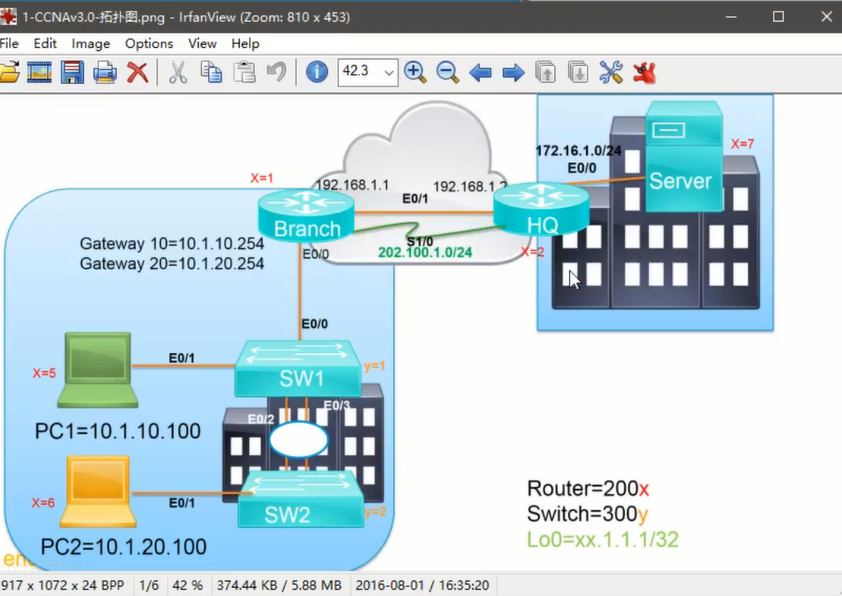 1-CCNAv3.0-拓扑图.png - IrfanView (Zoom: 810 x 453)
File Edit Image Options View Help
42.3
172.16.1.0/24
E0/0
X=7
Server
X=1
192.168.1.1
192.168.1.2
E0/1
Branch
HQ
S1/0
X=2
202.100.1.0/24
E0/0
Gateway 10=10.1.10.254
Gateway 20=10.1.20.254
E0/0
E0/1
X=5
SW1
y=1
PC1=10.1.10.100
E0/2
E0/3
X=6
E0/1
SW2
y=2
PC2=10.1.20.100
Router=200x
Switch=300y
Lo0=xx.1.1.1/32
917 x 1072 x 24 BPP 1/6 42 % 374.44 KB / 5.88 MB 2016-08-01 / 16:35:20